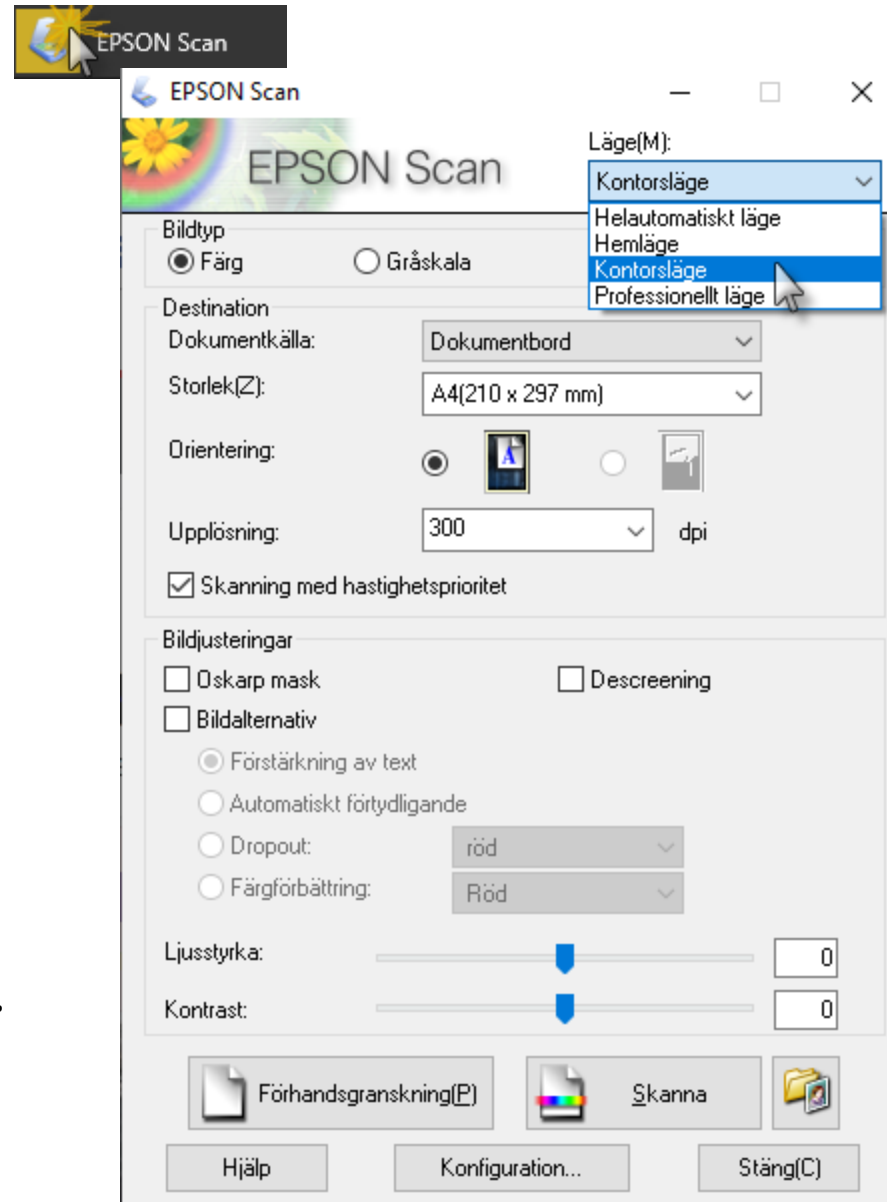 EPSON Scan
EPSON Scan
EPSON Scan
Läge(M):
Kontorsläge
Helautomatiskt läge
Hemläge
Kontorsläge
Professionellt läge
Bildtyp
Färg Gråskala
Destination
Dokumentkälla: Dokumentbord
Storlek(Z): A4(210 x 297 mm)
Orientering: A
Upplösning: 300 dpi
Skanning med hastighetsprioritet
Bildjusteringar
Oskarp mask Descreening
Bildalternativ
Förstärkning av text
Automatiskt förtydligande
Dropout: röd
Färgförbättring: Röd
Ljusstyrka: 0
Kontrast: 0
Förhandsgranskning(P) Skanna
Hjälp Konfiguration... Stäng(C)